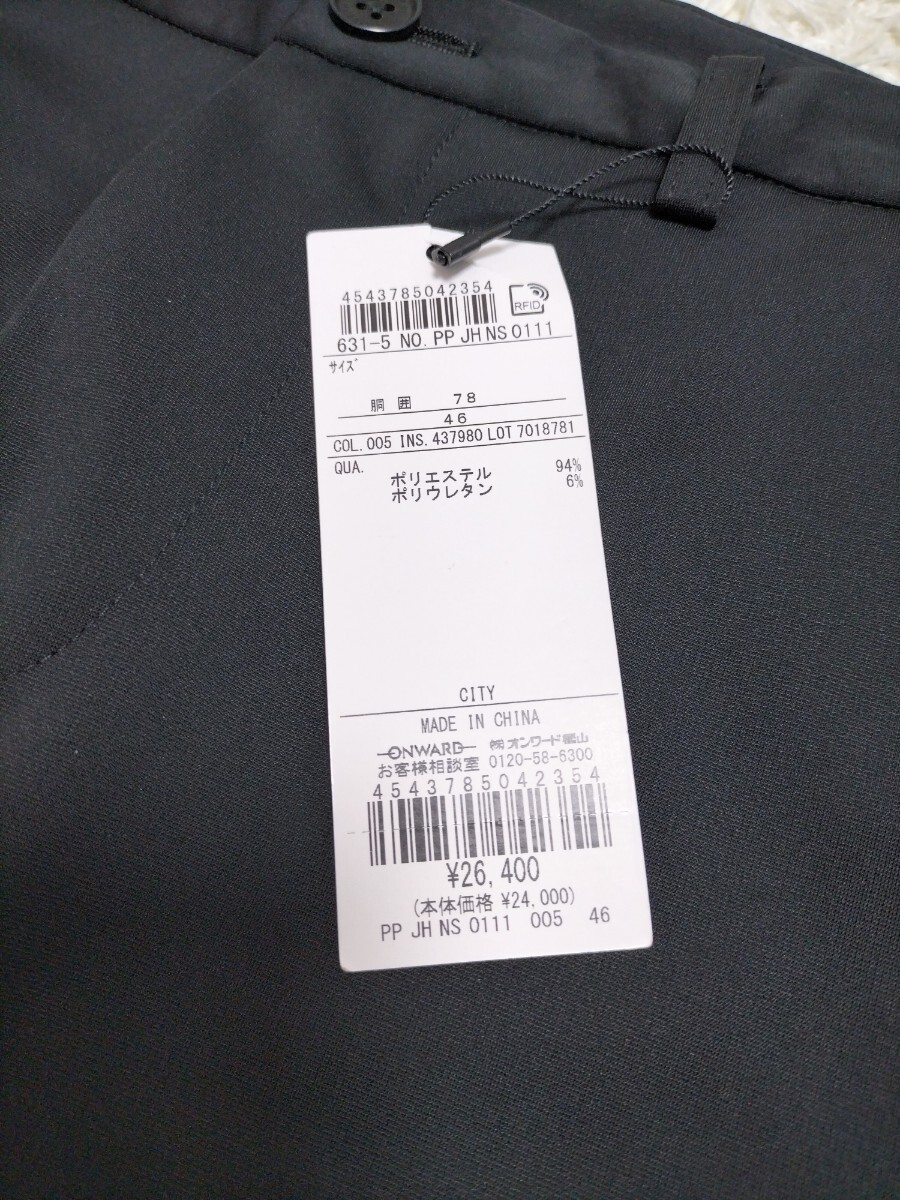 4543785042354
RFID
631-5 NO. PP JH NS 0111
サイズ
胴囲 78
46
COL. 005 INS. 437980 LOT 7018781
QUA. ポリエステル 94%
ポリウレタン 6%
CITY
MADE IN CHINA
ONWARD ㈱オンワード樫山
お客様相談室 0120-58-6300
4543785042354
¥26,400
(本体価格 ¥24,000)
PP JH NS 0111 005 46